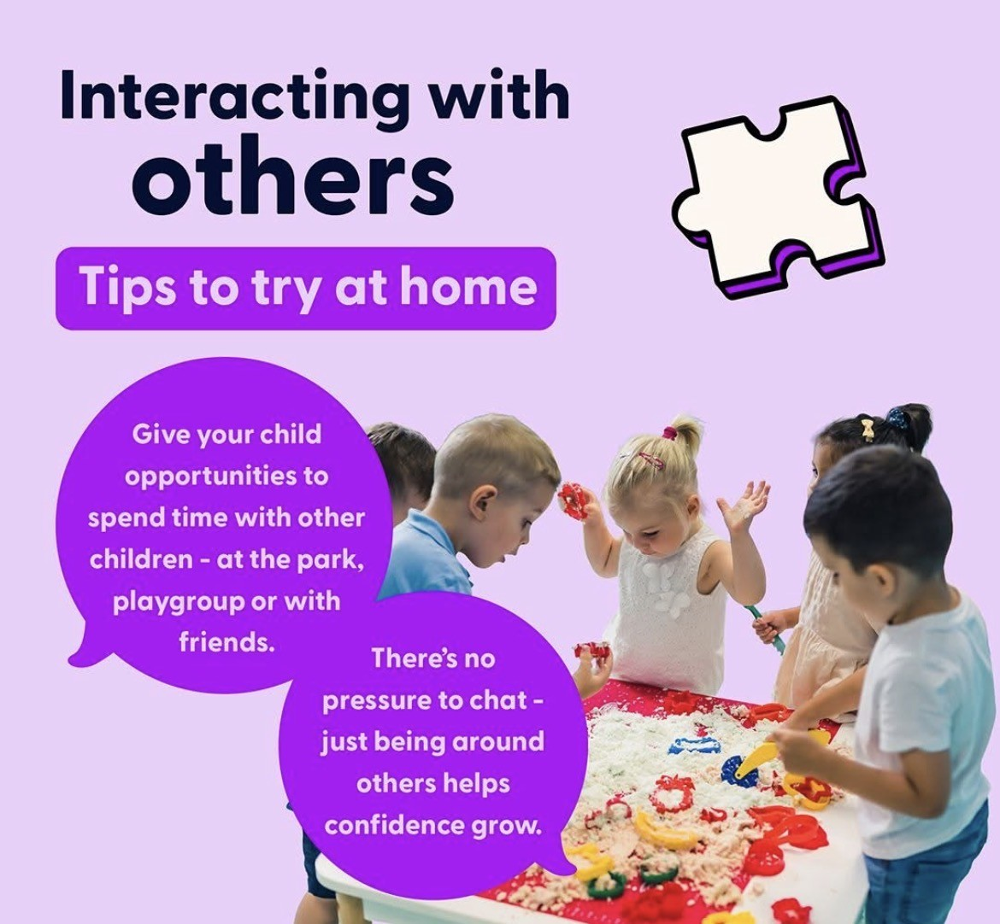 Interacting with
others
Tips to try at home
Give your child
opportunities to
spend time with other
children - at the park,
playgroup or with
friends.
There's no
pressure to chat -
just being around
others helps
confidence grow.